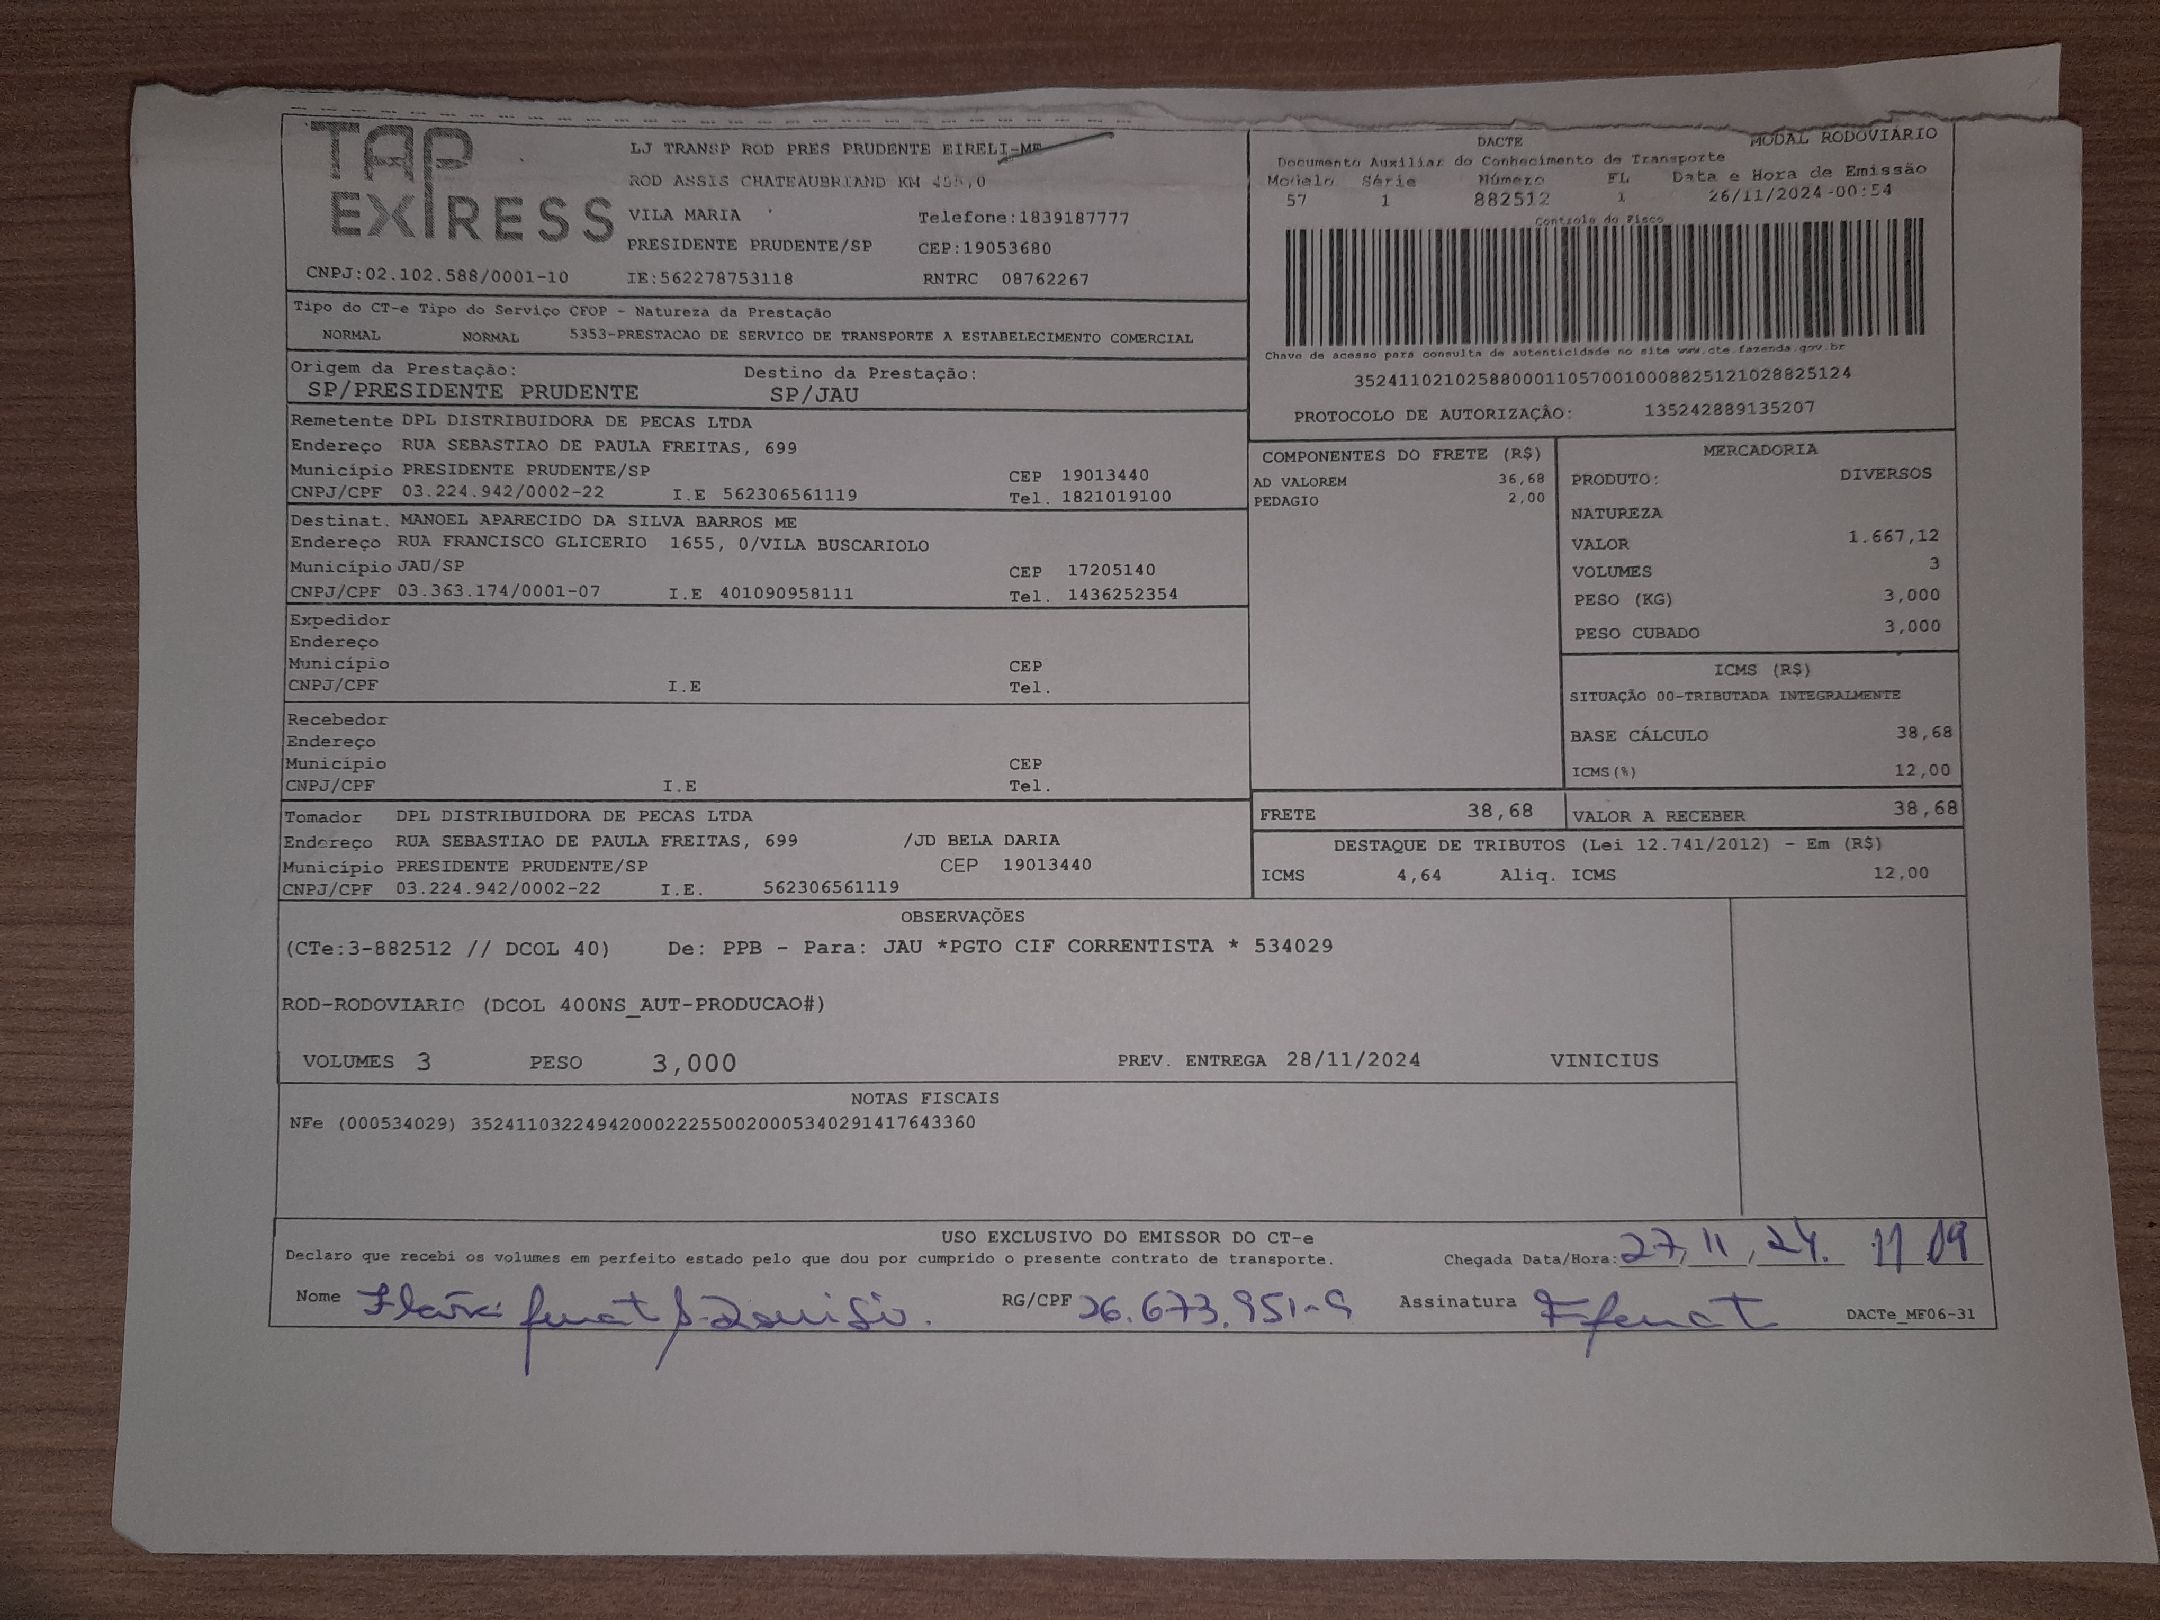 TAP
EXPRESS
LJ TRANSP ROD PRES PRUDENTE EIRELI-ME
ROD ASSIS CHATEAUBRIAND KM 455,0
VILA MARIA Telefone:1839187777
PRESIDENTE PRUDENTE/SP CEP:19053680
CNPJ:02.102.588/0001-10 IE:562278753118 RNTRC 08762267
DACTE MODAL RODOVIÁRIO
Documento Auxiliar do Conhecimento de Transporte
Modelo Série Número FL Data e Hora de Emissão
57 1 882512 1 26/11/2024-00:54
Controle do Fisco
Chave de acesso para consulta de autenticidade no site www.cte.fazenda.gov.br
35241102102588000110570010008825121028825124
PROTOCOLO DE AUTORIZAÇÃO: 135242889135207
Tipo do CT-e Tipo do Serviço CFOP - Natureza da Prestação
NORMAL NORMAL 5353-PRESTACAO DE SERVICO DE TRANSPORTE A ESTABELECIMENTO COMERCIAL
Origem da Prestação: Destino da Prestação:
SP/PRESIDENTE PRUDENTE SP/JAU
Remetente DPL DISTRIBUIDORA DE PECAS LTDA
Endereço RUA SEBASTIAO DE PAULA FREITAS, 699
Município PRESIDENTE PRUDENTE/SP CEP 19013440
CNPJ/CPF 03.224.942/0002-22 I.E 562306561119 Tel. 1821019100
Destinat. MANOEL APARECIDO DA SILVA BARROS ME
Endereço RUA FRANCISCO GLICERIO 1655, 0/VILA BUSCARIOLO
Município JAU/SP CEP 17205140
CNPJ/CPF 03.363.174/0001-07 I.E 401090958111 Tel. 1436252354
Expedidor
Endereço
Município CEP
CNPJ/CPF I.E Tel.
Recebedor
Endereço
Município CEP
CNPJ/CPF I.E Tel.
Tomador DPL DISTRIBUIDORA DE PECAS LTDA
Endereço RUA SEBASTIAO DE PAULA FREITAS, 699 /JD BELA DARIA
Município PRESIDENTE PRUDENTE/SP CEP 19013440
CNPJ/CPF 03.224.942/0002-22 I.E. 562306561119
COMPONENTES DO FRETE (R$)
AD VALOREM 36,68
PEDAGIO 2,00
MERCADORIA
PRODUTO: DIVERSOS
NATUREZA
VALOR 1.667,12
VOLUMES 3
PESO (KG) 3,000
PESO CUBADO 3,000
ICMS (R$)
SITUAÇÃO 00-TRIBUTADA INTEGRALMENTE
BASE CÁLCULO 38,68
ICMS(%) 12,00
FRETE 38,68 VALOR A RECEBER 38,68
DESTAQUE DE TRIBUTOS (Lei 12.741/2012) - Em (R$)
ICMS 4,64 Aliq. ICMS 12,00
OBSERVAÇÕES
(CTe:3-882512 // DCOL 40) De: PPB - Para: JAU *PGTO CIF CORRENTISTA * 534029
ROD-RODOVIARIO (DCOL 400NS_AUT-PRODUCAO#)
VOLUMES 3 PESO 3,000 PREV. ENTREGA 28/11/2024 VINICIUS
NOTAS FISCAIS
NFe (000534029) 35241103224942000222550020005340291417643360
USO EXCLUSIVO DO EMISSOR DO CT-e
Declaro que recebi os volumes em perfeito estado pelo que dou por cumprido o presente contrato de transporte. Chegada Data/Hora: 27, 11, 24. 11 09
Nome RG/CPF 26.673.951-9 Assinatura DACTe_MF06-31